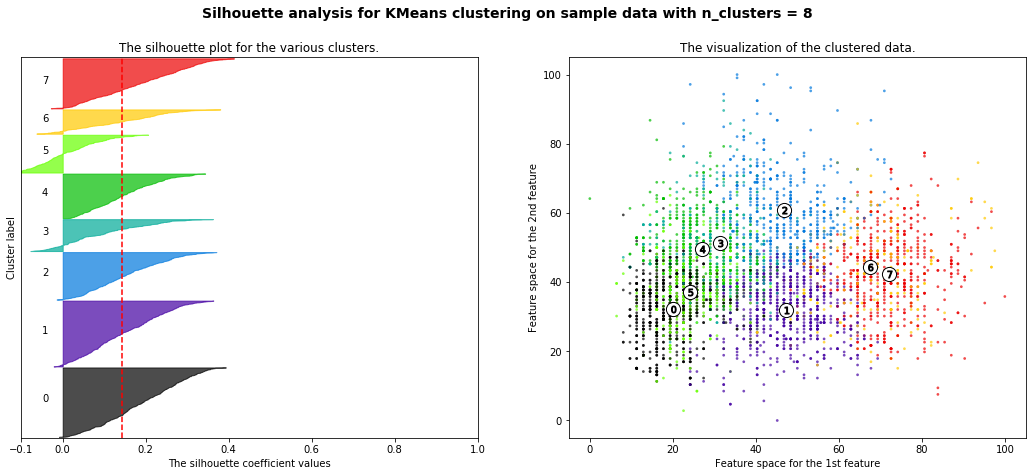 Silhouette analysis for KMeans clustering on sample data with n_clusters = 8
The silhouette plot for the various clusters.
7
6
5
4
3
2
1
0
Cluster label
−0.1 0.0 0.2 0.4 0.6 0.8 1.0
The silhouette coefficient values
The visualization of the clustered data.
100
80
60
40
20
0
Feature space for the 2nd feature
2
3
4
6
7
5
0
1
0 20 40 60 80 100
Feature space for the 1st feature